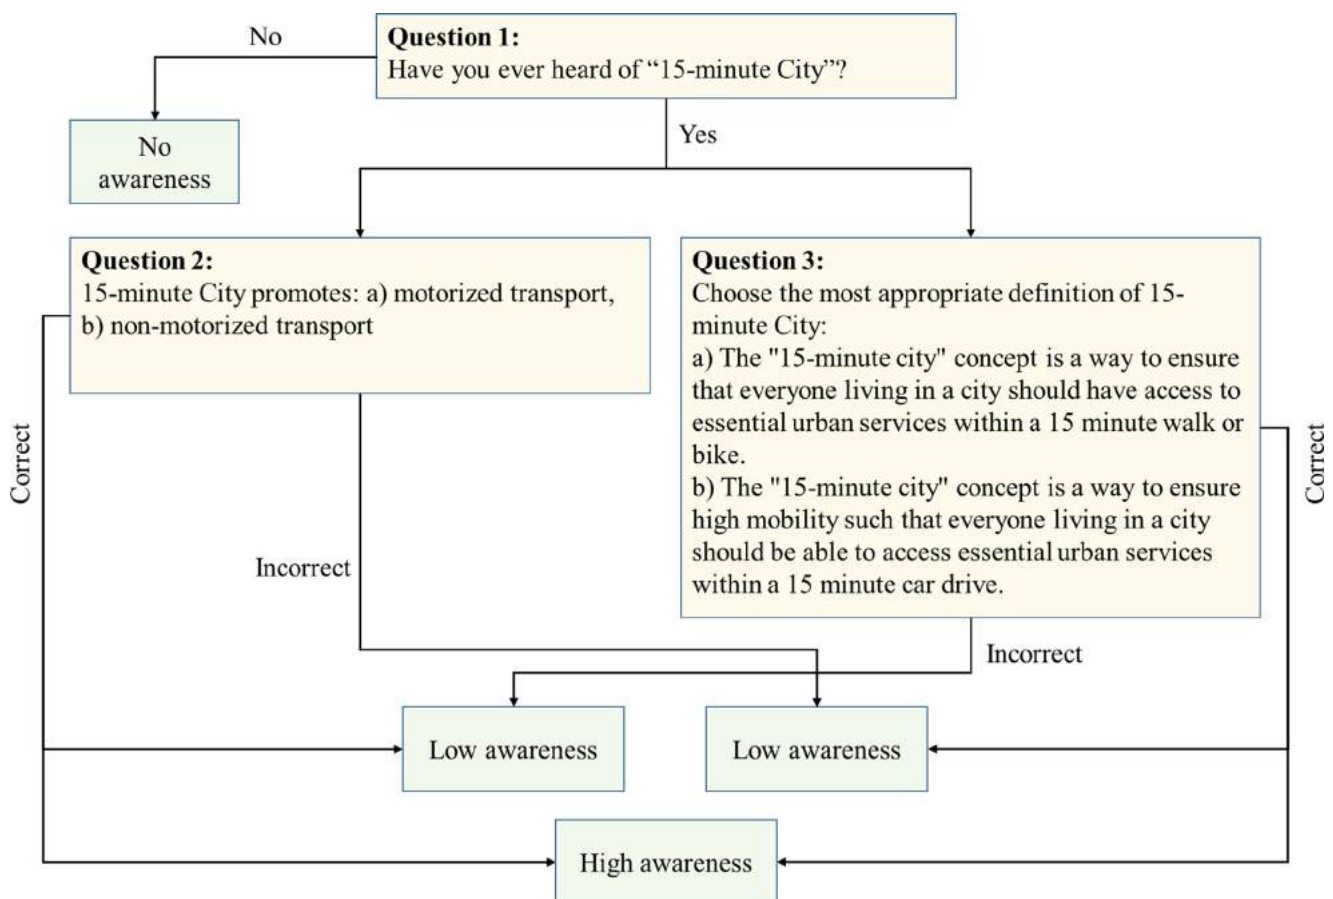 No
Question 1:
Have you ever heard of “15-minute City”?
No
awareness
Yes
Question 2:
15-minute City promotes: a) motorized transport,
b) non-motorized transport
Question 3:
Choose the most appropriate definition of 15-
minute City:
a) The "15-minute city" concept is a way to ensure
that everyone living in a city should have access to
essential urban services within a 15 minute walk or
bike.
b) The "15-minute city" concept is a way to ensure
high mobility such that everyone living in a city
should be able to access essential urban services
within a 15 minute car drive.
Correct
Correct
Incorrect
Incorrect
Low awareness
Low awareness
High awareness